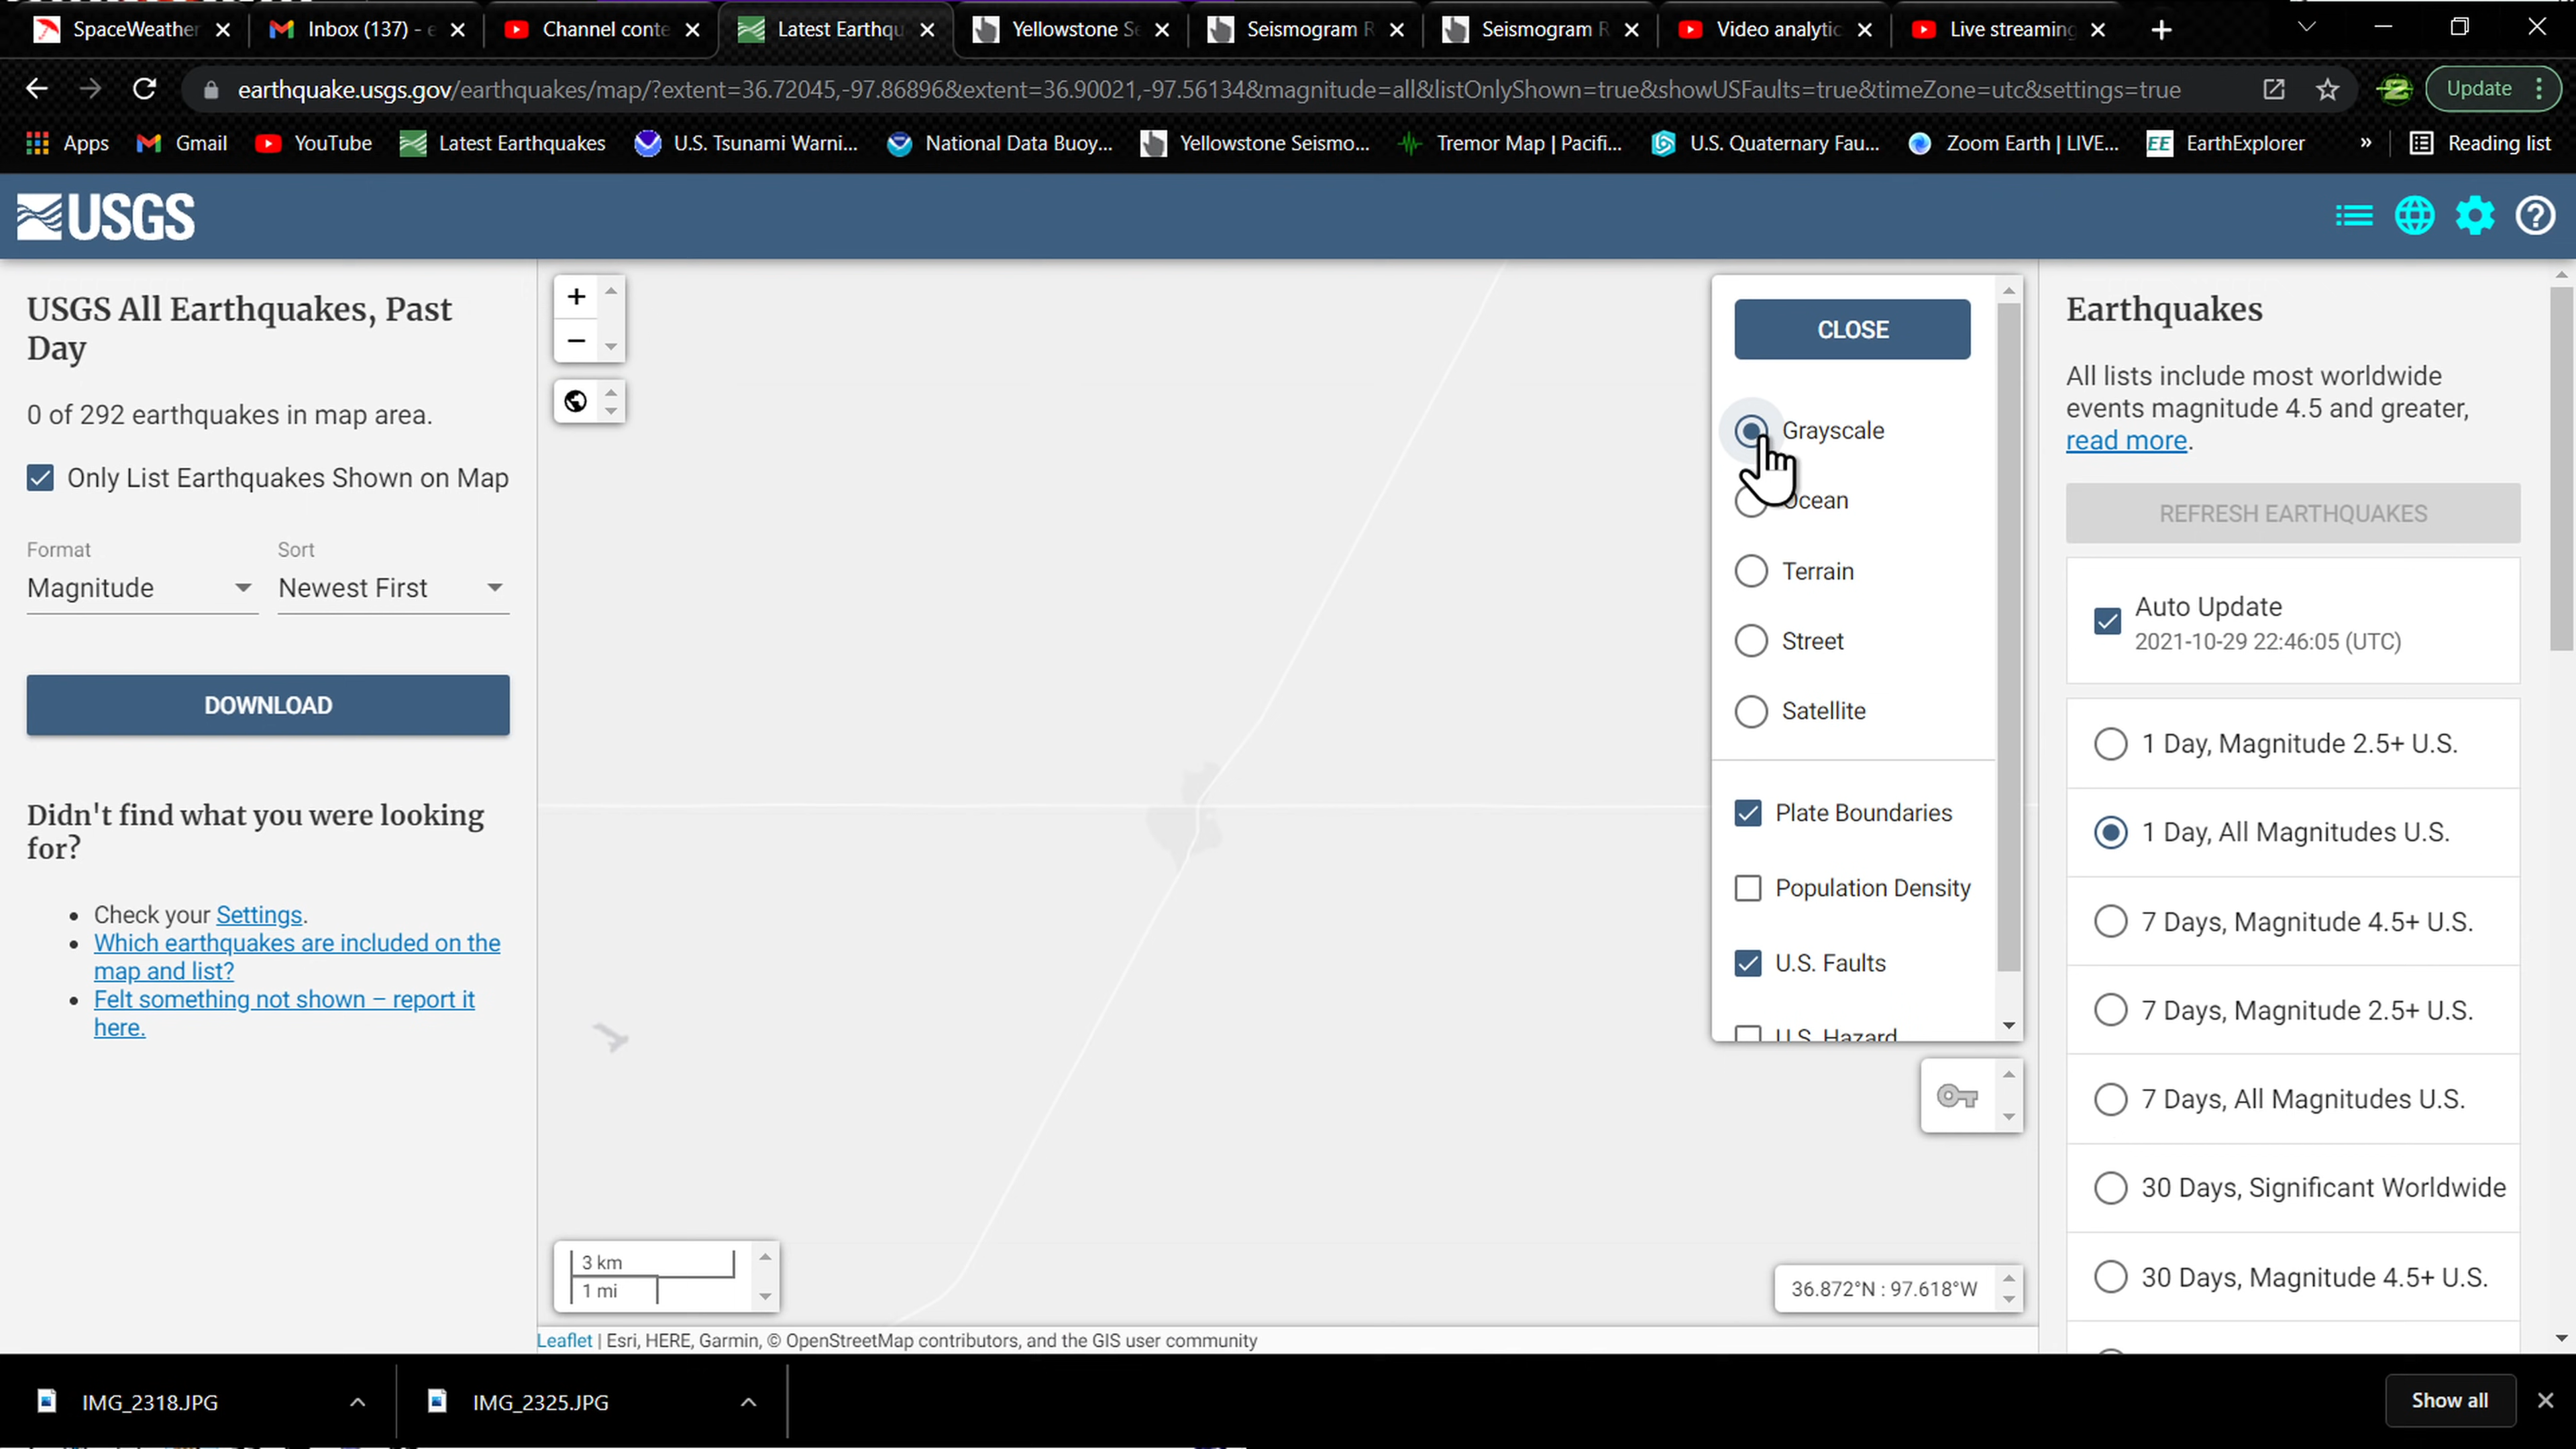 SpaceWeather
Inbox (137) - e
Channel conte
Latest Earthqu
Yellowstone Se
Seismogram R
Seismogram R
Video analytic
Live streaming
earthquake.usgs.gov/earthquakes/map/?extent=36.72045,-97.86896&extent=36.90021,-97.56134&magnitude=all&listOnlyShown=true&showUSFaults=true&timeZone=utc&settings=true
Update
Apps
Gmail
YouTube
Latest Earthquakes
U.S. Tsunami Warni...
National Data Buoy...
Yellowstone Seismo...
Tremor Map | Pacifi...
U.S. Quaternary Fau...
Zoom Earth | LIVE...
EE EarthExplorer
»
Reading list
USGS
USGS All Earthquakes, Past
Day
0 of 292 earthquakes in map area.
Only List Earthquakes Shown on Map
Format
Sort
Magnitude
Newest First
DOWNLOAD
Didn't find what you were looking
for?
• Check your Settings.
• Which earthquakes are included on the
map and list?
• Felt something not shown – report it
here.
+
−
3 km
1 mi
Leaflet | Esri, HERE, Garmin, © OpenStreetMap contributors, and the GIS user community
CLOSE
Grayscale
Ocean
Terrain
Street
Satellite
Plate Boundaries
Population Density
U.S. Faults
U.S. Hazard
36.872°N : 97.618°W
Earthquakes
All lists include most worldwide
events magnitude 4.5 and greater,
read more.
REFRESH EARTHQUAKES
Auto Update
2021-10-29 22:46:05 (UTC)
1 Day, Magnitude 2.5+ U.S.
1 Day, All Magnitudes U.S.
7 Days, Magnitude 4.5+ U.S.
7 Days, Magnitude 2.5+ U.S.
7 Days, All Magnitudes U.S.
30 Days, Significant Worldwide
30 Days, Magnitude 4.5+ U.S.
IMG_2318.JPG
IMG_2325.JPG
Show all